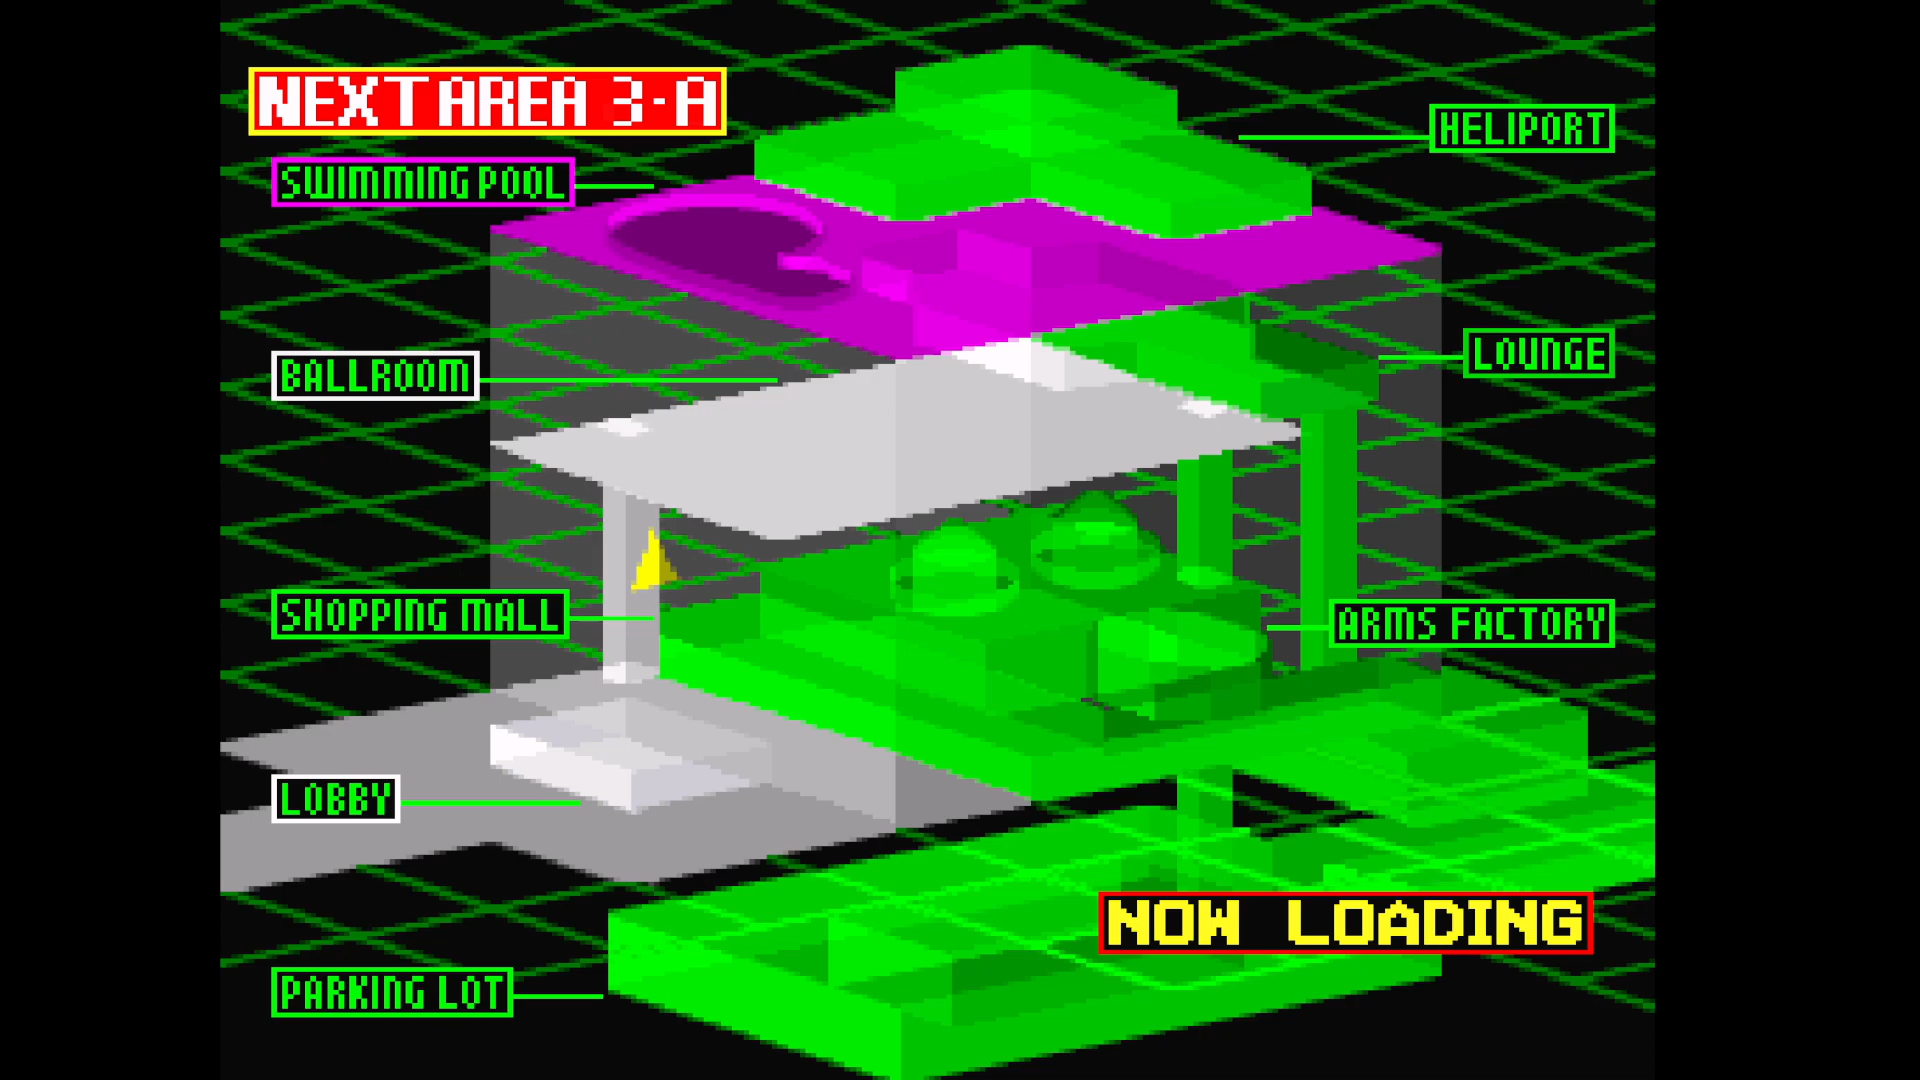 NEXT AREA 3-A
HELIPORT
SWIMMING POOL
LOUNGE
BALLROOM
SHOPPING MALL
ARMS FACTORY
LOBBY
NOW LOADING
PARKING LOT